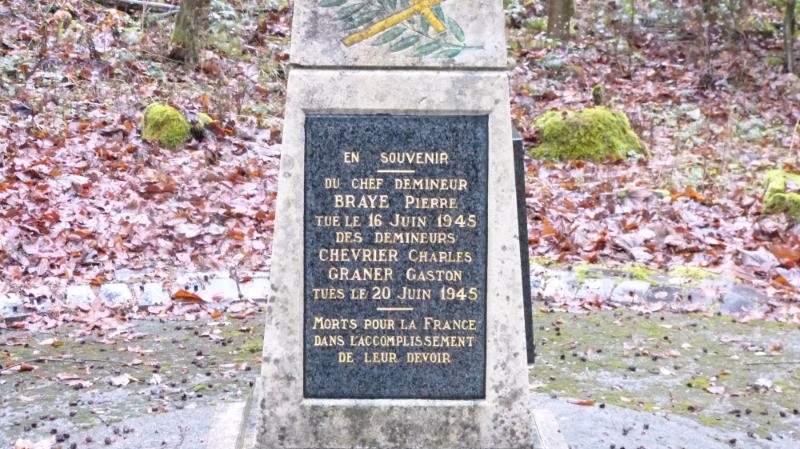 EN SOUVENIR
DU CHEF DEMINEUR
BRAYE PIERRE
TUÉ LE 16 JUIN 1945
DES DEMINEURS
CHEVRIER CHARLES
GRANER GASTON
TUÉS LE 20 JUIN 1945
MORTS POUR LA FRANCE
DANS L'ACCOMPLISSEMENT
DE LEUR DEVOIR